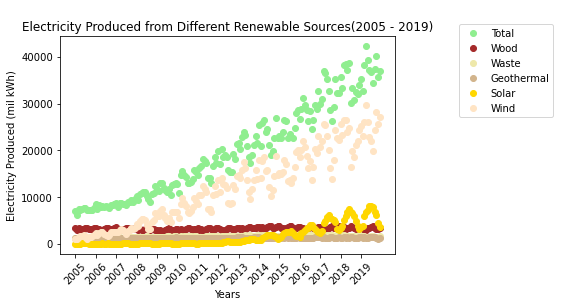 Electricity Produced from Different Renewable Sources(2005 - 2019)
Total
Wood
Waste
Geothermal
Solar
Wind
Electricity Produced (mil kWh)
40000
30000
20000
10000
0
2005 2006 2007 2008 2009 2010 2011 2012 2013 2014 2015 2016 2017 2018 2019
Years